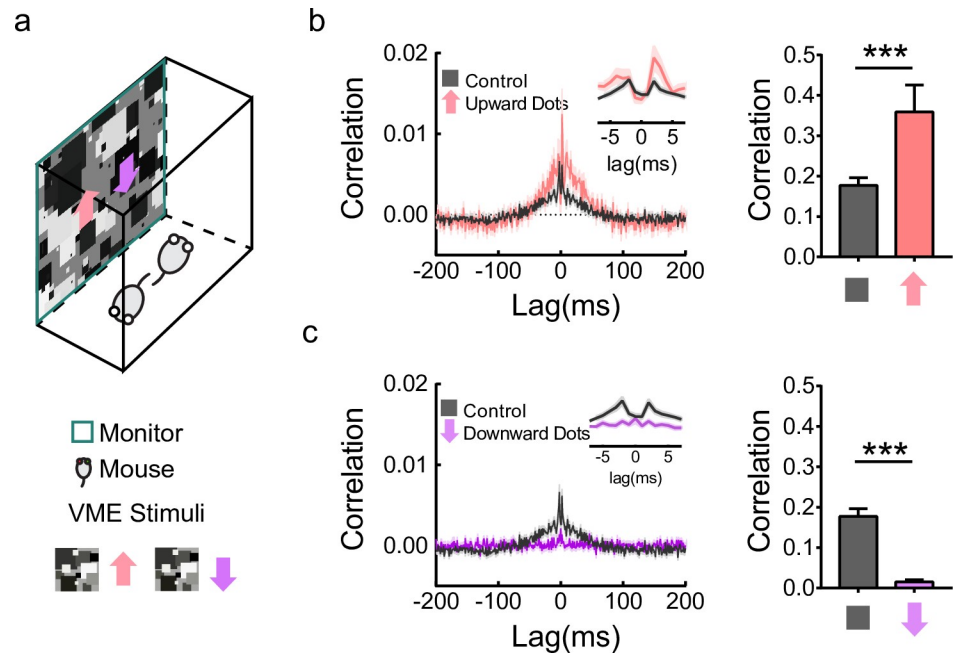 a
Monitor
Mouse
VME Stimuli
b
0.02
0.01
0.00
Correlation
Control
Upward Dots
-5 0 5
lag(ms)
-200 -100 0 100 200
Lag(ms)
0.5
0.4
0.3
0.2
0.1
0.0
Correlation
***
c
0.02
0.01
0.00
Correlation
Control
Downward Dots
-5 0 5
lag(ms)
-200 -100 0 100 200
Lag(ms)
0.5
0.4
0.3
0.2
0.1
0.0
Correlation
***